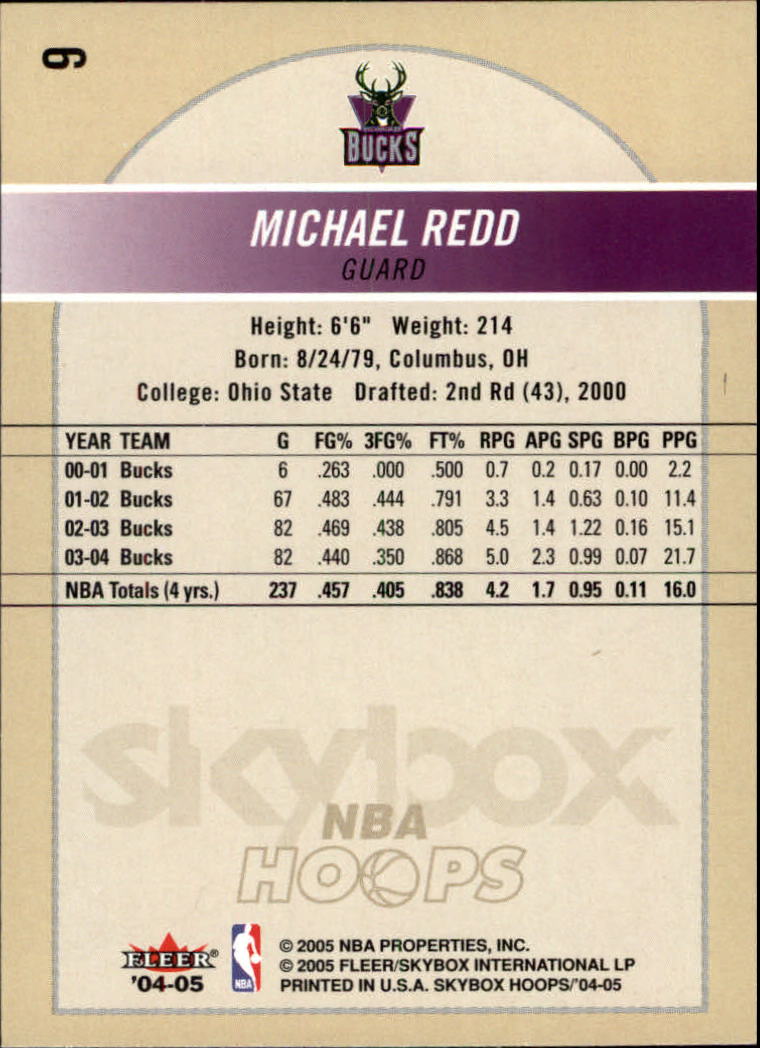 9
BUCKS
MICHAEL REDD
GUARD
Height: 6'6" Weight: 214
Born: 8/24/79, Columbus, OH
College: Ohio State Drafted: 2nd Rd (43), 2000
YEAR TEAM G FG% 3FG% FT% RPG APG SPG BPG PPG
00-01 Bucks 6 .263 .000 .500 0.7 0.2 0.17 0.00 2.2
01-02 Bucks 67 .483 .444 .791 3.3 1.4 0.63 0.10 11.4
02-03 Bucks 82 .469 .438 .805 4.5 1.4 1.22 0.16 15.1
03-04 Bucks 82 .440 .350 .868 5.0 2.3 0.99 0.07 21.7
NBA Totals (4 yrs.) 237 .457 .405 .838 4.2 1.7 0.95 0.11 16.0
skybox
NBA
HOOPS
FLEER®
'04-05
NBA
© 2005 NBA PROPERTIES, INC.
© 2005 FLEER/SKYBOX INTERNATIONAL LP
PRINTED IN U.S.A. SKYBOX HOOPS/'04-05